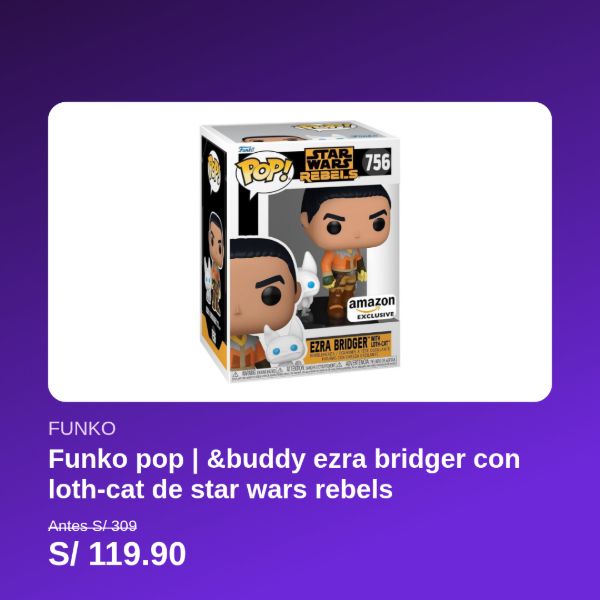 Funko
POP!
STAR
WARS
REBELS
756
amazon
EXCLUSIVE
EZRA BRIDGER WITH
LOTH-CAT
FUNKO
Funko pop | &buddy ezra bridger con
loth-cat de star wars rebels
Antes S/ 309
S/ 119.90